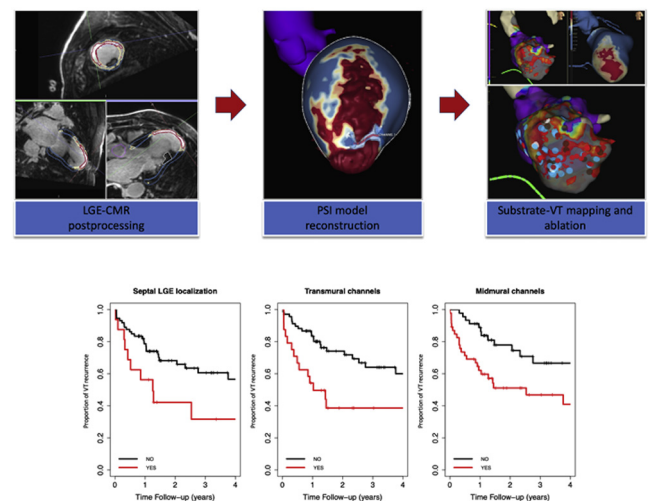 LGE-CMR
postprocessing
PSI model
reconstruction
Substrate-VT mapping and
ablation
Septal LGE localization
Proportion of VT recurrence
1.0
0.8
0.6
0.4
0.2
0.0
NO
YES
0 1 2 3 4
Time Follow-up (years)
Transmural channels
Proportion of VT recurrence
1.0
0.8
0.6
0.4
0.2
0.0
NO
YES
0 1 2 3 4
Time Follow-up (years)
Midmural channels
Proportion of VT recurrence
1.0
0.8
0.6
0.4
0.2
0.0
NO
YES
0 1 2 3 4
Time Follow-up (years)